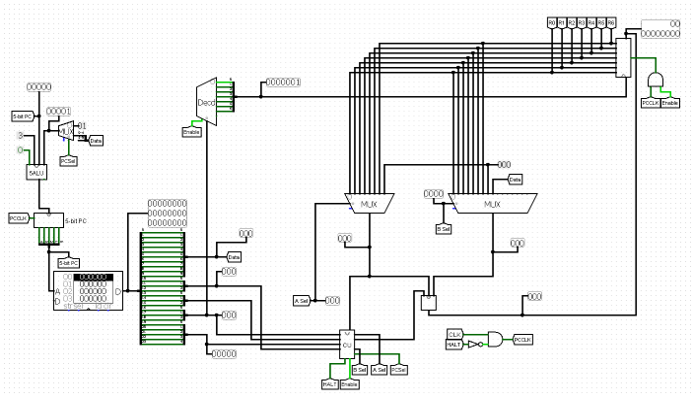 R0 R1 R2 R3 R4 R5 R6
00
00000000
00000
5-bit PC
00001
MUX
01
Data
PCSel
3
0
5ALU
Decd
0000001
Enable
PCCLK
Enable
000
Data
0000
MUX
MUX
B Sel
PCCLK
5-bit PC
5-bit PC
00000000
00000000
00000000
000
Data
000
000
000
000
A
D
D
A Sel
000
000
000
00000
CU
CLK
HALT
PCCLK
B Sel
A Sel
PCSel
HALT
Enable